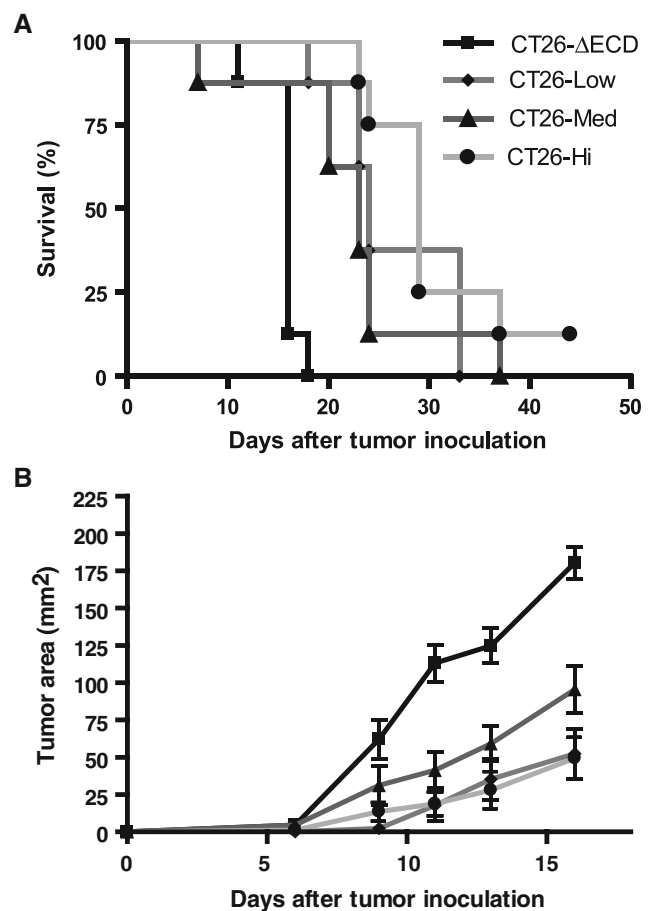 A
CT26-ΔECD
CT26-Low
CT26-Med
CT26-Hi
Survival (%)
100
75
50
25
0
0 10 20 30 40 50
Days after tumor inoculation
B
Tumor area (mm²)
225
200
175
150
125
100
75
50
25
0
0 5 10 15
Days after tumor inoculation